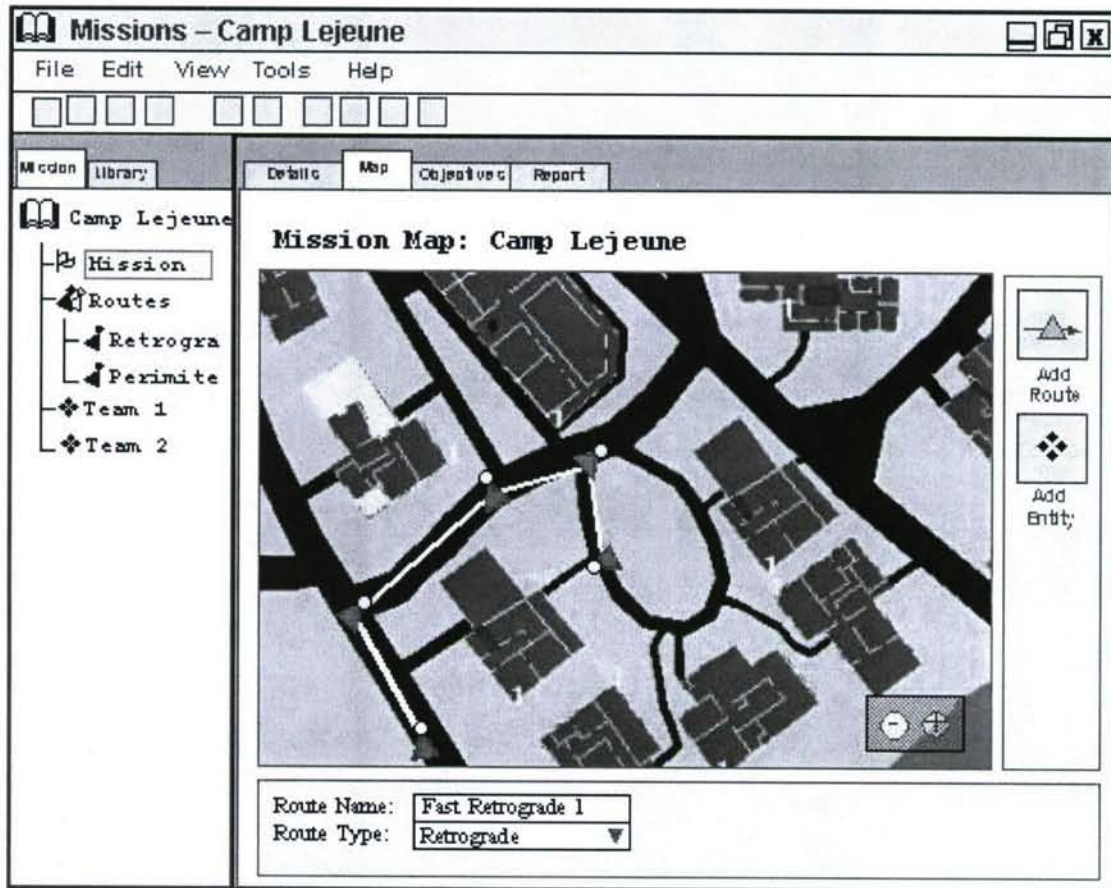 Missions – Camp Lejeune
File Edit View Tools Help
Mission Library
Details Map Objectives Report
Camp Lejeune
Mission
Routes
Retrogra
Perimite
Team 1
Team 2
Mission Map: Camp Lejeune
Add
Route
Add
Entity
Route Name: Fast Retrograde 1
Route Type: Retrograde